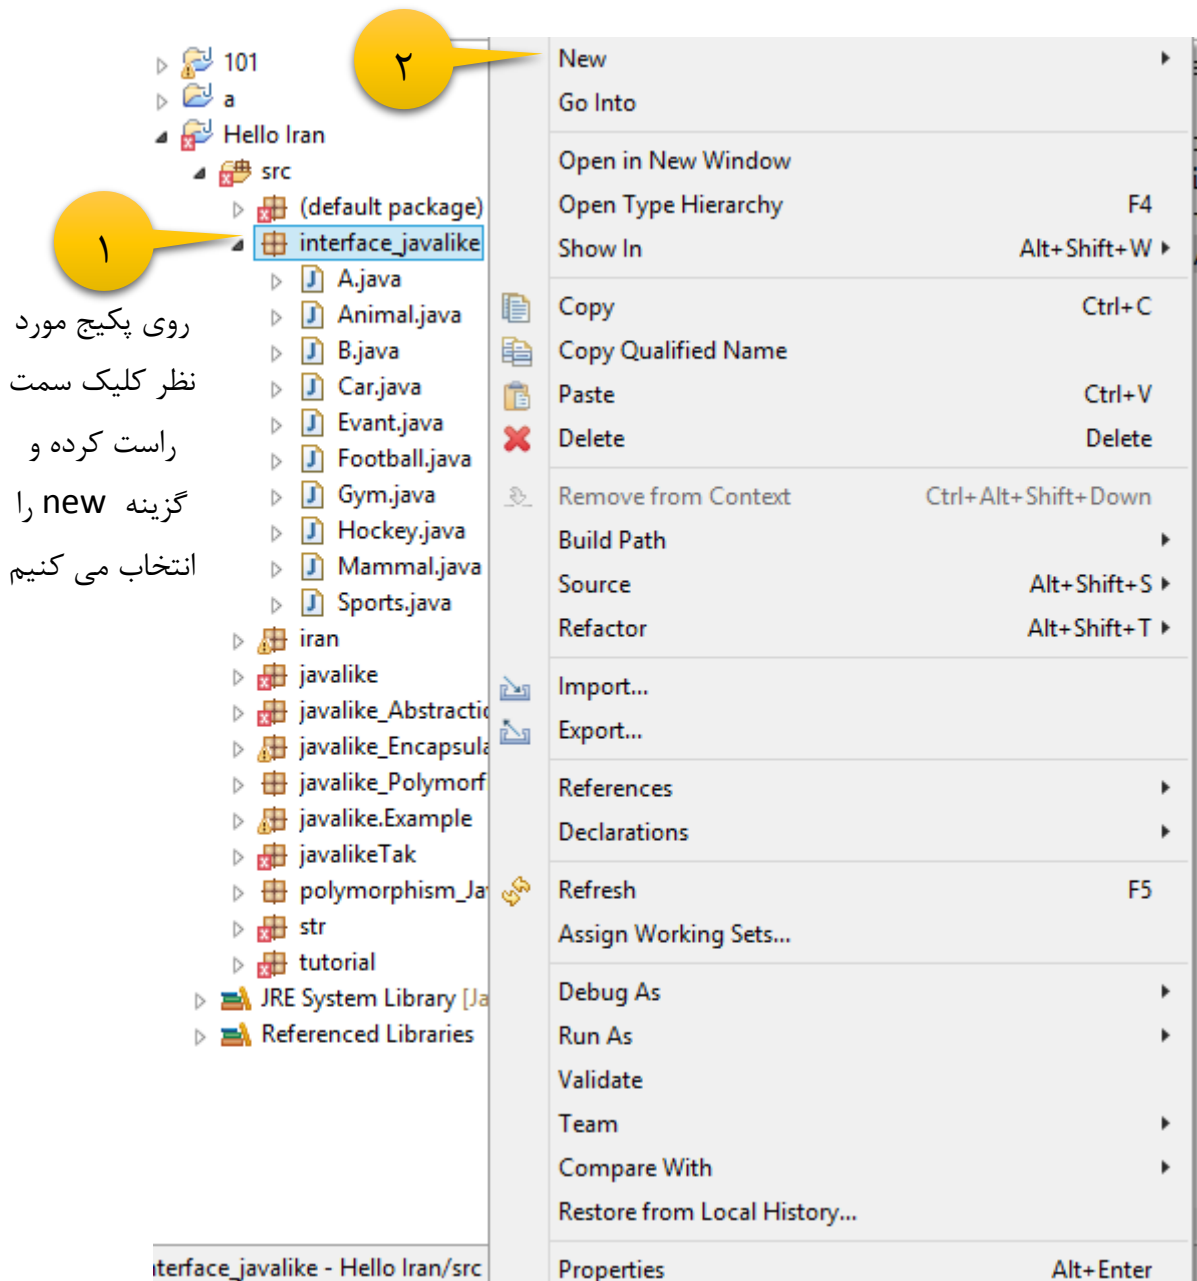 101
a
Hello Iran
src
(default package)
interface_javalike
A.java
Animal.java
B.java
Car.java
Evant.java
Football.java
Gym.java
Hockey.java
Mammal.java
Sports.java
iran
javalike
javalike_Abstractic
javalike_Encapsula
javalike_Polymorf
javalike.Example
javalikeTak
polymorphism_Ja
str
tutorial
JRE System Library [Ja
Referenced Libraries
nterface_javalike - Hello Iran/src
۱
روی پکیج مورد
نظر کلیک سمت
راست کرده و
گزینه new را
انتخاب می کنیم
۲
New
Go Into
Open in New Window
Open Type Hierarchy F4
Show In Alt+Shift+W
Copy Ctrl+C
Copy Qualified Name
Paste Ctrl+V
Delete Delete
Remove from Context Ctrl+Alt+Shift+Down
Build Path
Source Alt+Shift+S
Refactor Alt+Shift+T
Import...
Export...
References
Declarations
Refresh F5
Assign Working Sets...
Debug As
Run As
Validate
Team
Compare With
Restore from Local History...
Properties Alt+Enter